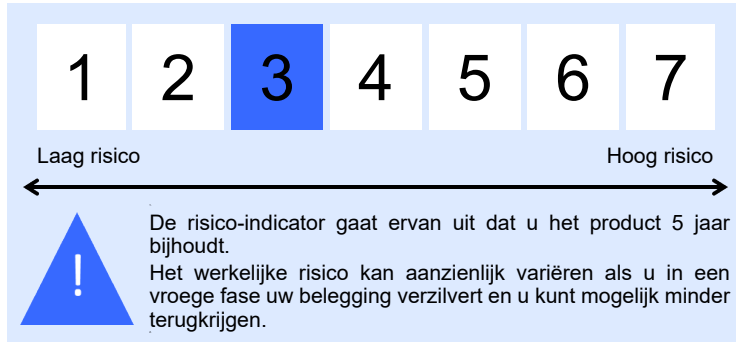 1 2 3 4 5 6 7
Laag risico Hoog risico
!
De risico-indicator gaat ervan uit dat u het product 5 jaar
bijhoudt.
Het werkelijke risico kan aanzienlijk variëren als u in een
vroege fase uw belegging verzilvert en u kunt mogelijk minder
terugkrijgen.